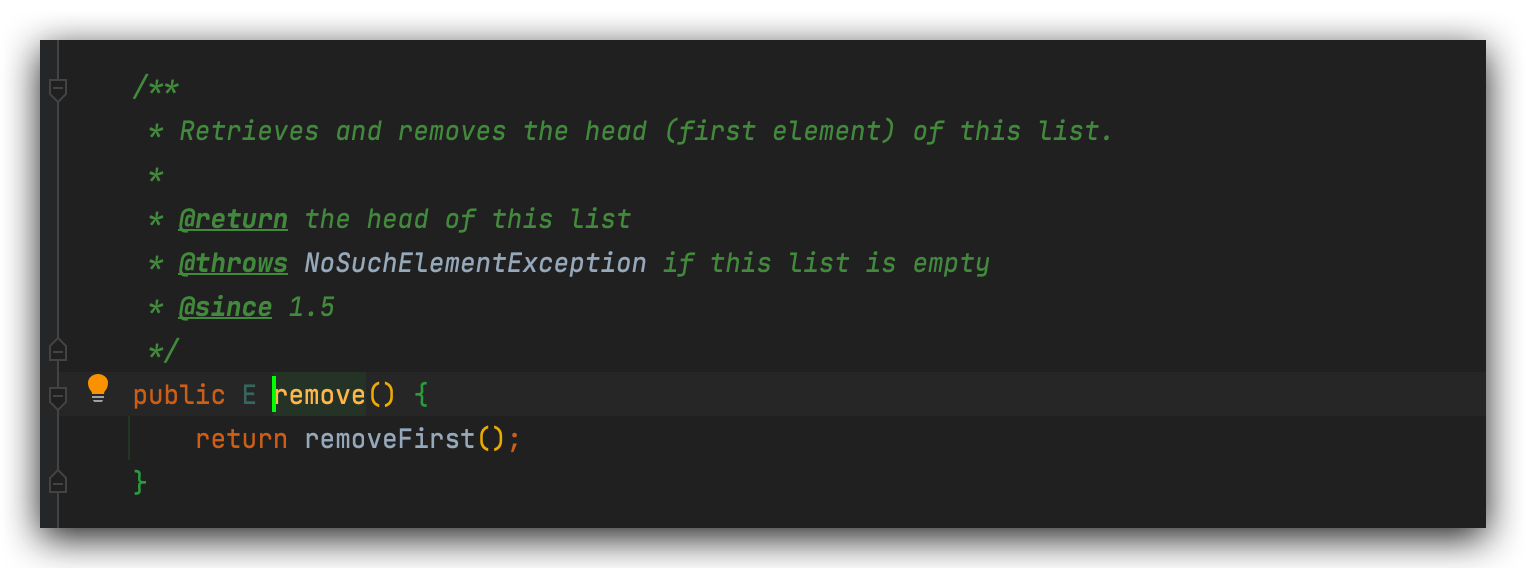 /**
* Retrieves and removes the head (first element) of this list.
*
* @return the head of this list
* @throws NoSuchElementException if this list is empty
* @since 1.5
*/
public E remove() {
return removeFirst();
}